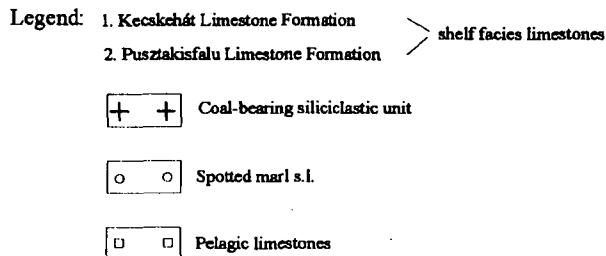 Legend: 1. Kecskehát Limestone Formation
2. Pusztakisfalu Limestone Formation
shelf facies limestones
Coal-bearing siliciclastic unit
Spotted marl s.l.
Pelagic limestones